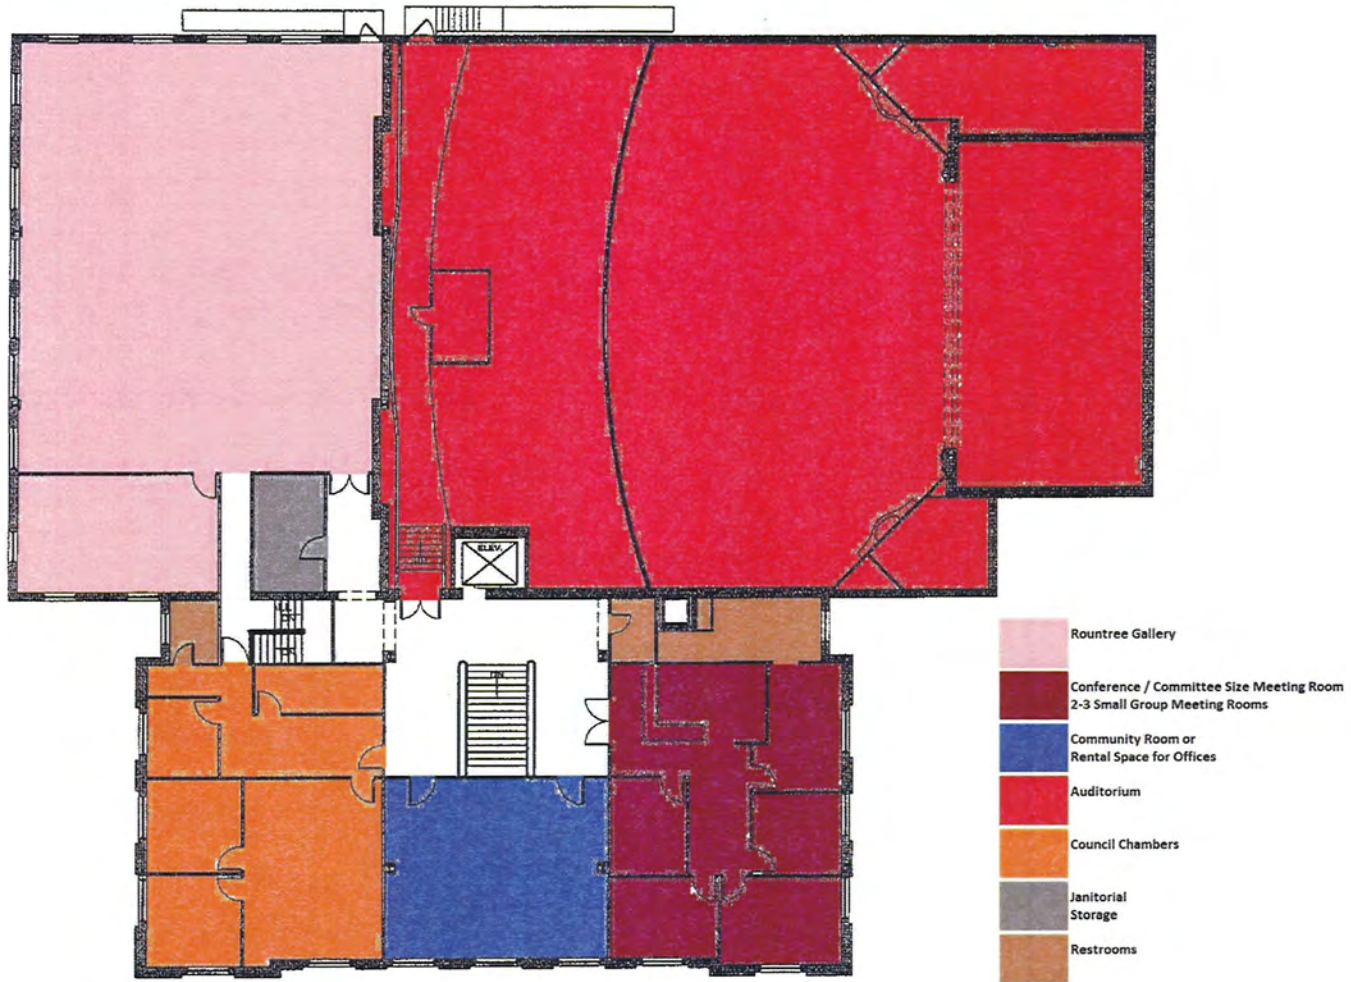 ELEV.
DN
Rountree Gallery
Conference / Committee Size Meeting Room
2-3 Small Group Meeting Rooms
Community Room or
Rental Space for Offices
Auditorium
Council Chambers
Janitorial
Storage
Restrooms